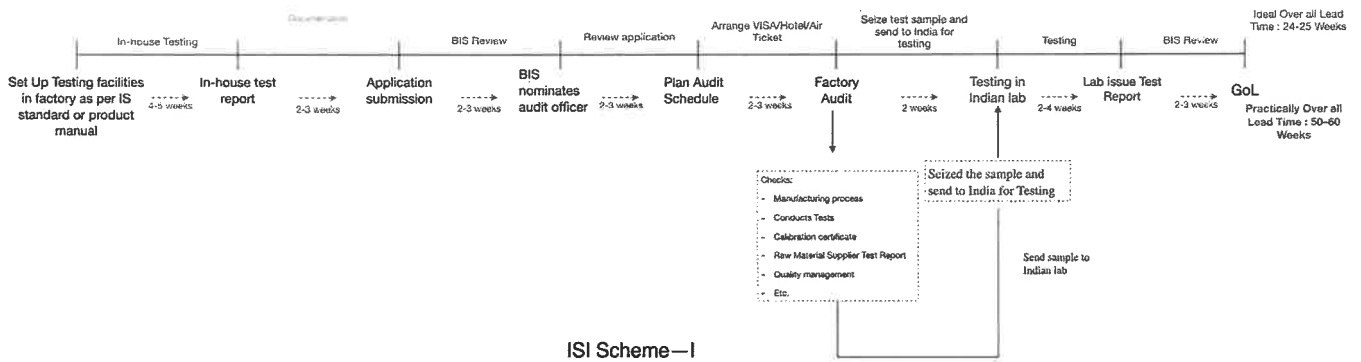 Ideal Over all Lead
Time : 24-25 Weeks
In-house Testing
BIS Review
Review application
Arrange VISA/Hotel/Air
Ticket
Seize test sample and
send to India for
testing
Testing
BIS Review
Set Up Testing facilities
in factory as per IS
standard or product
manual
4-5 weeks
In-house test
report
2-3 weeks
Application
submission
2-3 weeks
BIS
nominates
audit officer
2-3 weeks
Plan Audit
Schedule
2-3 weeks
Factory
Audit
2 weeks
Testing in
Indian lab
2-4 weeks
Lab issue Test
Report
2-3 weeks
GoL
Practically Over all
Lead Time : 50-60
Weeks
Checks:
- Manufacturing process
- Conducts Tests
- Calibration certificate
- Raw Material Supplier Test Report
- Quality management
- Etc.
Seized the sample and
send to India for Testing
Send sample to
Indian lab
ISI Scheme—I